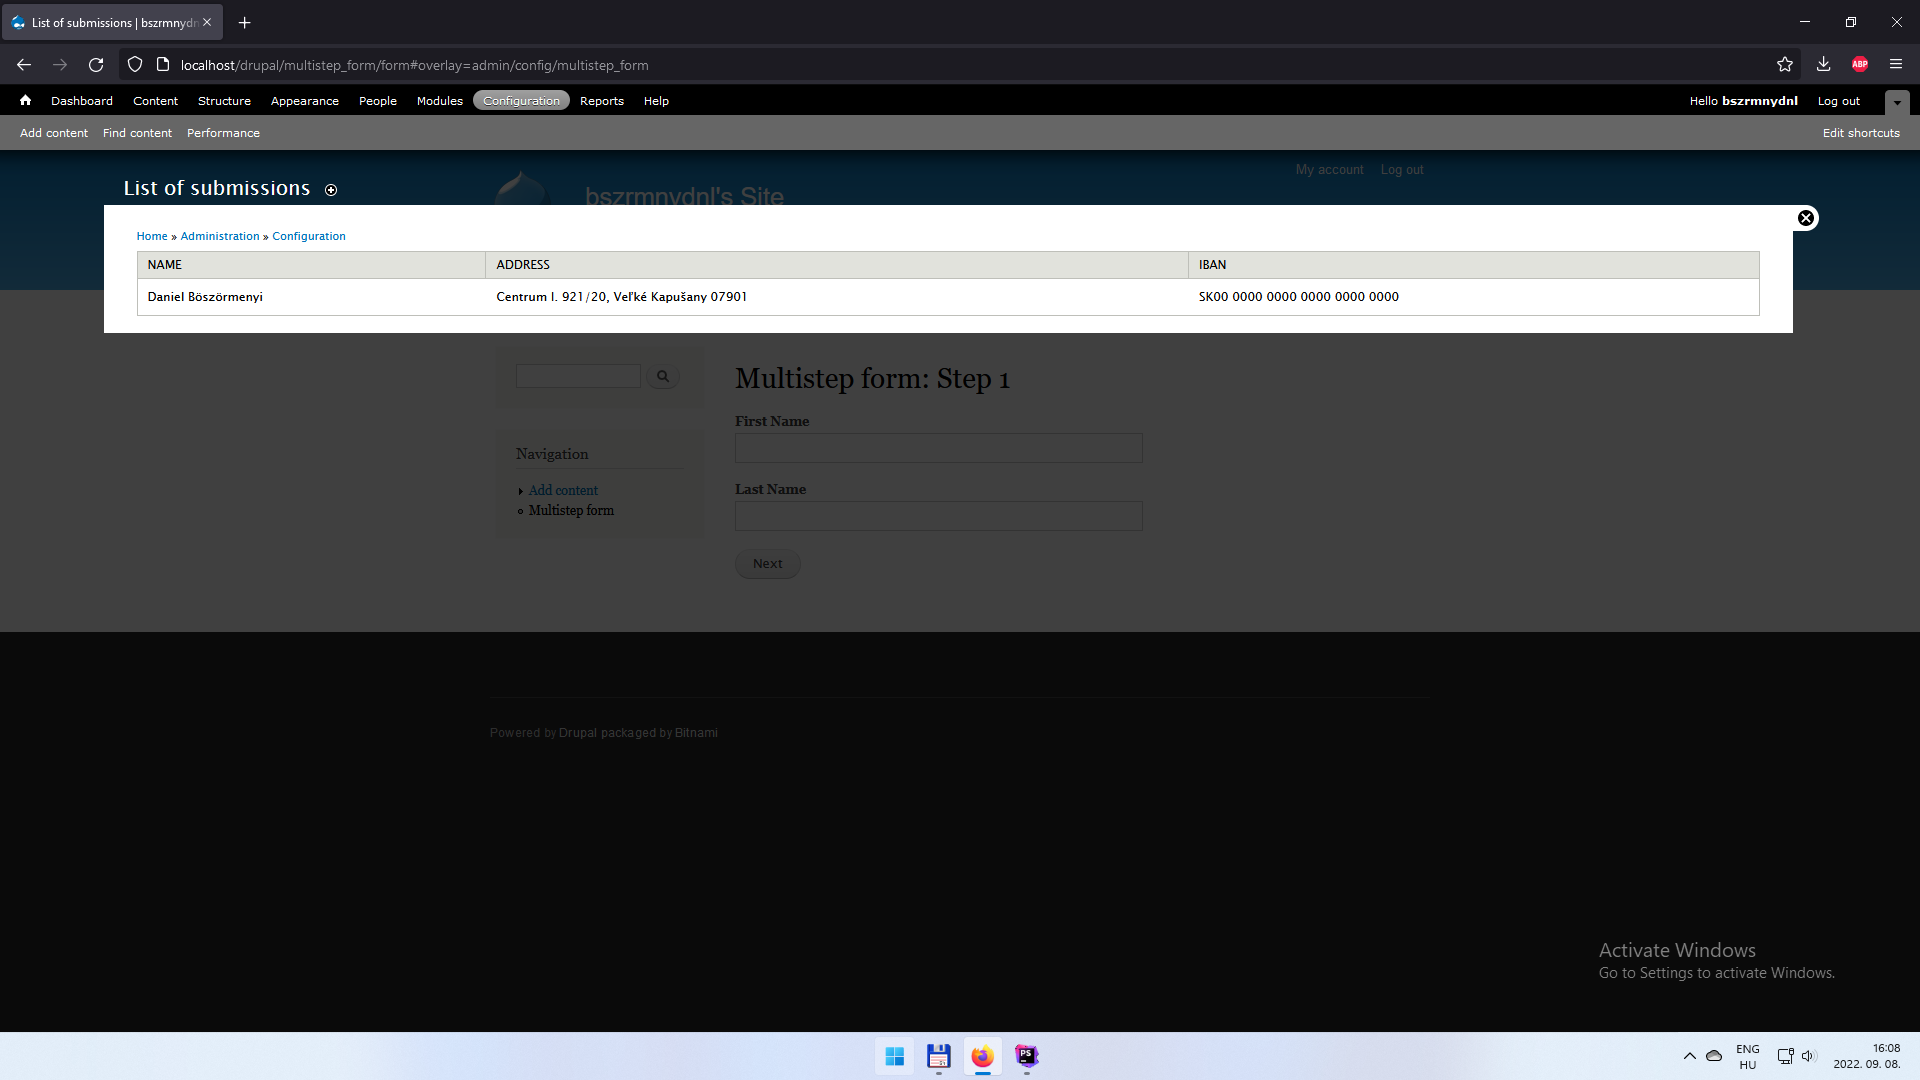 List of submissions | bszrmnydn
localhost/drupal/multistep_form/form#overlay=admin/config/multistep_form
ABP
Dashboard Content Structure Appearance People Modules Configuration Reports Help Hello bszrmnydnl Log out
Add content Find content Performance Edit shortcuts
My account Log out
List of submissions
bszrmnydnl's Site
Home » Administration » Configuration
NAME ADDRESS IBAN
Daniel Böszörmenyi Centrum I. 921/20, Veľké Kapušany 07901 SK00 0000 0000 0000 0000 0000
Multistep form: Step 1
First Name
Navigation
Last Name
Add content
Multistep form
Next
Powered by Drupal packaged by Bitnami
Activate Windows
Go to Settings to activate Windows.
PS
ENG
HU
16:08
2022. 09. 08.